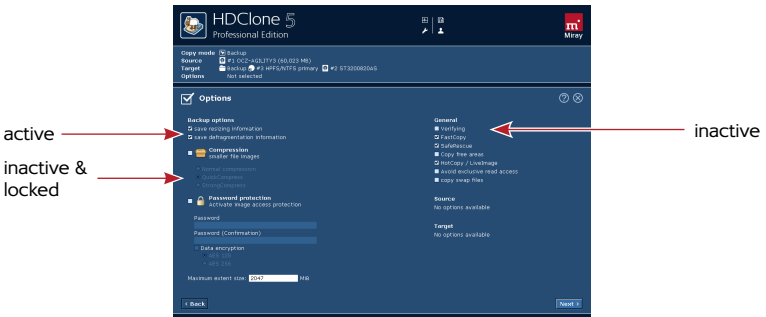 HDClone 5
Professional Edition
Miray
Copy mode Backup
Source #1 OCZ-AGILITY3 (60,023 MB)
Target Backup #3 HPFS/NTFS primary #2 ST3200820AS
Options Not selected
Options
Backup options
save resizing information
save defragmentation information
Compression
smaller file images
Normal compression
QuickCompress
StrongCompress
Password protection
Activate image access protection
Password
Password (Confirmation)
Data encryption
AES 128
AES 256
Maximum extent size: 2047 MiB
General
Verifying
FastCopy
SafeRescue
Copy free areas
HotCopy / LiveImage
Avoid exclusive read access
copy swap files
Source
No options available
Target
No options available
< Back
Next >
active
inactive &
locked
inactive